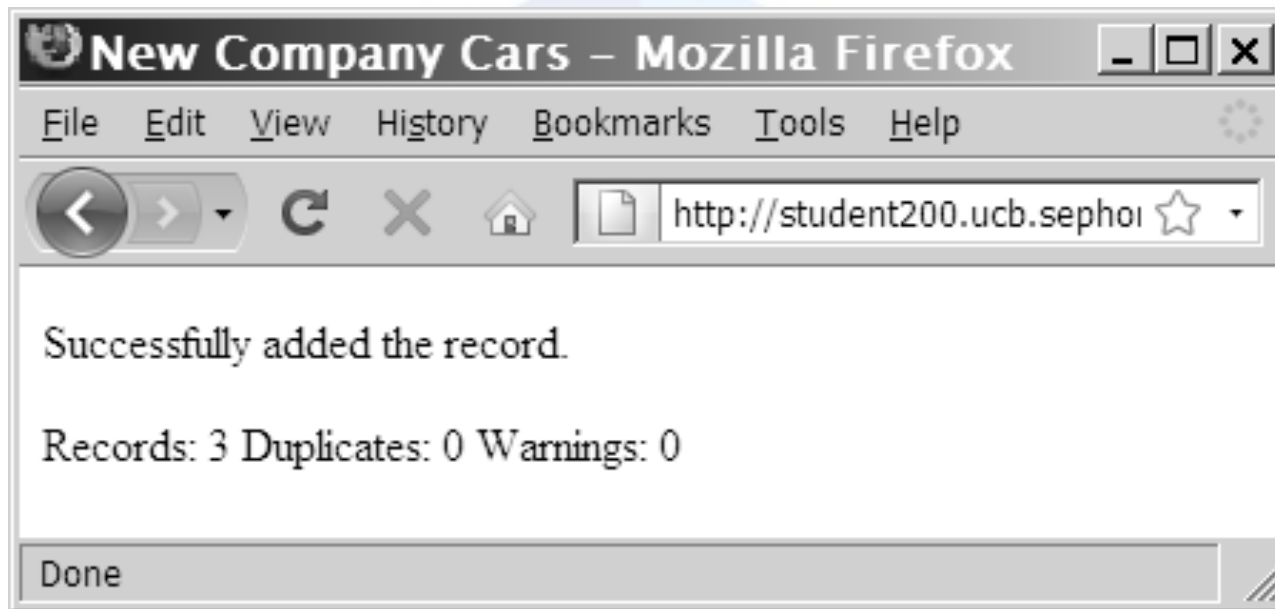 New Company Cars – Mozilla Firefox
File Edit View History Bookmarks Tools Help
http://student200.ucb.sephor
Successfully added the record.
Records: 3 Duplicates: 0 Warnings: 0
Done